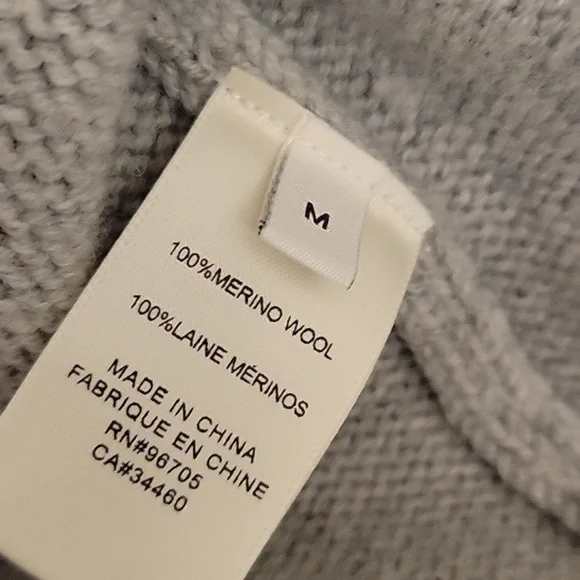 M
100%MERINO WOOL
100%LAINE MÉRINOS
MADE IN CHINA
FABRIQUE EN CHINE
RN#96705
CA#34460